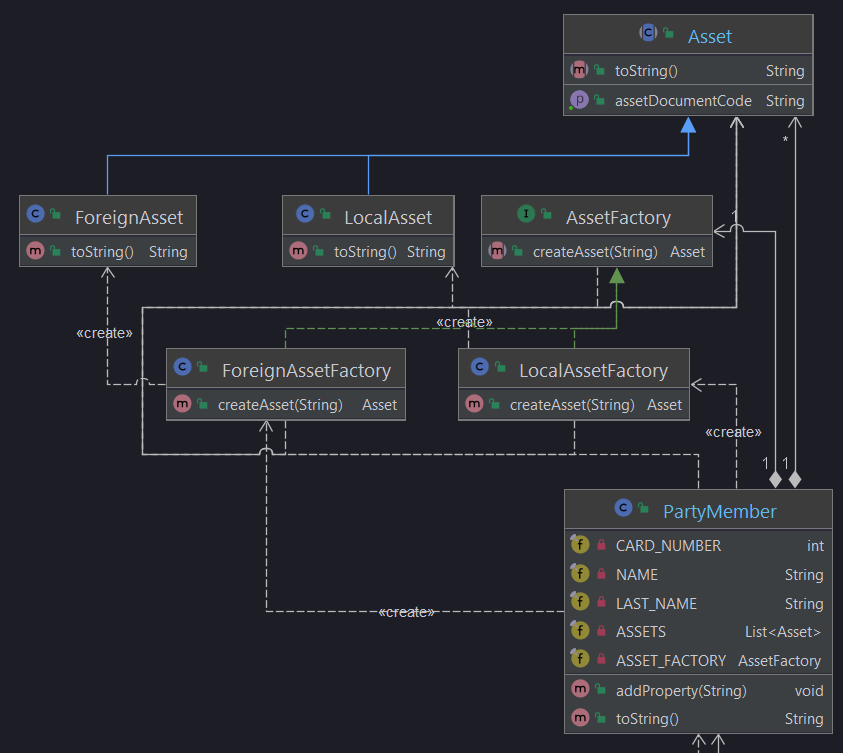 Asset
toString() String
assetDocumentCode String
*
ForeignAsset
toString() String
LocalAsset
toString() String
AssetFactory
createAsset(String) Asset
1
«create»
«create»
ForeignAssetFactory
createAsset(String) Asset
LocalAssetFactory
createAsset(String) Asset
«create»
1 1
PartyMember
CARD_NUMBER int
NAME String
LAST_NAME String
ASSETS List<Asset>
ASSET_FACTORY AssetFactory
addProperty(String) void
toString() String
«create»